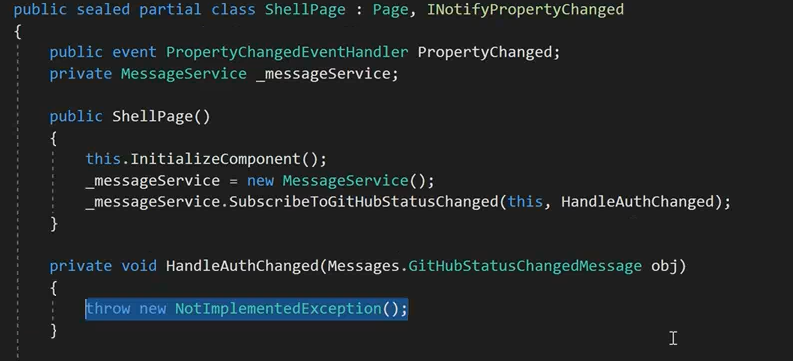 public sealed partial class ShellPage : Page, INotifyPropertyChanged
{
public event PropertyChangedEventHandler PropertyChanged;
private MessageService _messageService;
public ShellPage()
{
this.InitializeComponent();
_messageService = new MessageService();
_messageService.SubscribeToGitHubStatusChanged(this, HandleAuthChanged);
}
private void HandleAuthChanged(Messages.GitHubStatusChangedMessage obj)
{
throw new NotImplementedException();
}